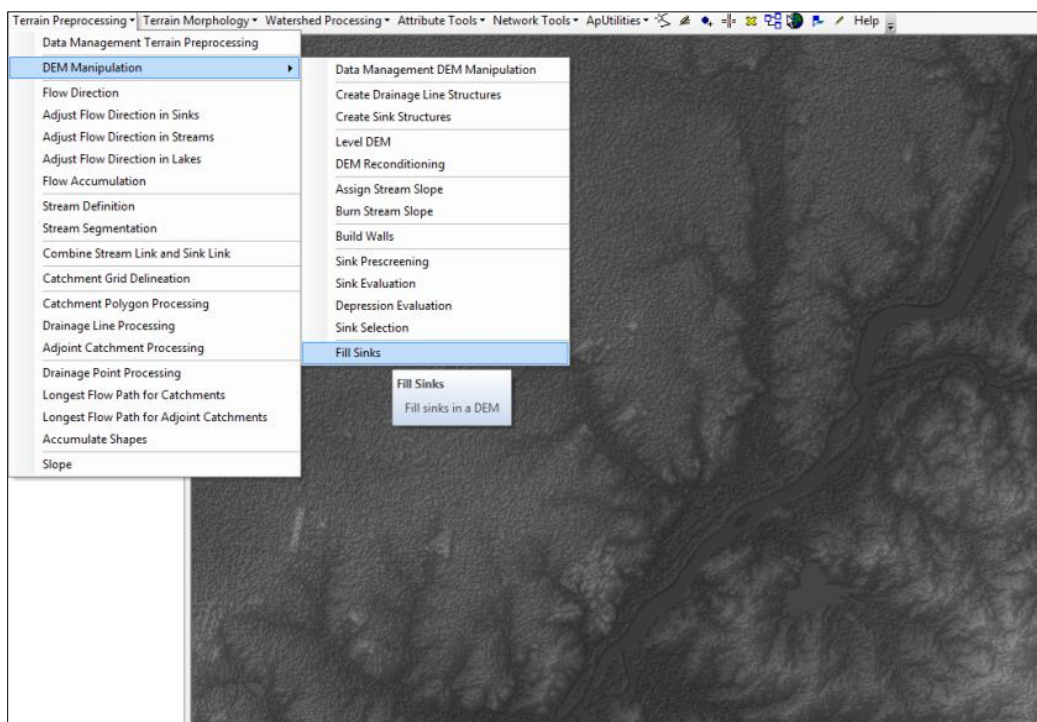 Terrain Preprocessing Terrain Morphology Watershed Processing Attribute Tools Network Tools ApUtilities Help
Data Management Terrain Preprocessing
DEM Manipulation
Flow Direction
Adjust Flow Direction in Sinks
Adjust Flow Direction in Streams
Adjust Flow Direction in Lakes
Flow Accumulation
Stream Definition
Stream Segmentation
Combine Stream Link and Sink Link
Catchment Grid Delineation
Catchment Polygon Processing
Drainage Line Processing
Adjoint Catchment Processing
Drainage Point Processing
Longest Flow Path for Catchments
Longest Flow Path for Adjoint Catchments
Accumulate Shapes
Slope
Data Management DEM Manipulation
Create Drainage Line Structures
Create Sink Structures
Level DEM
DEM Reconditioning
Assign Stream Slope
Burn Stream Slope
Build Walls
Sink Prescreening
Sink Evaluation
Depression Evaluation
Sink Selection
Fill Sinks
Fill Sinks
Fill sinks in a DEM